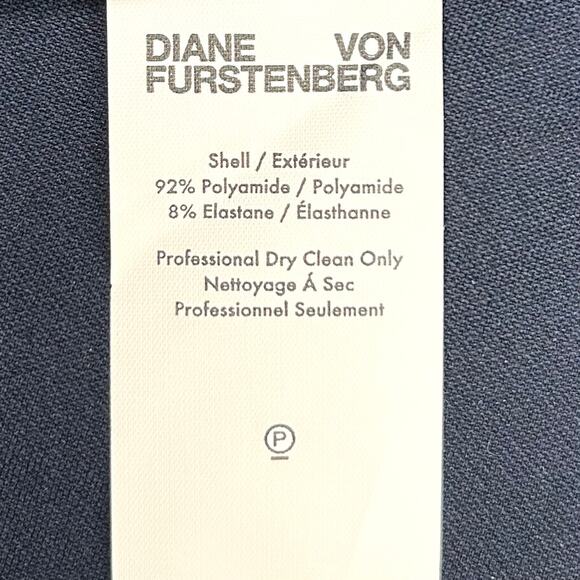 DIANE VON
FURSTENBERG
Shell / Extérieur
92% Polyamide / Polyamide
8% Elastane / Élasthanne
Professional Dry Clean Only
Nettoyage Á Sec
Professionnel Seulement
P